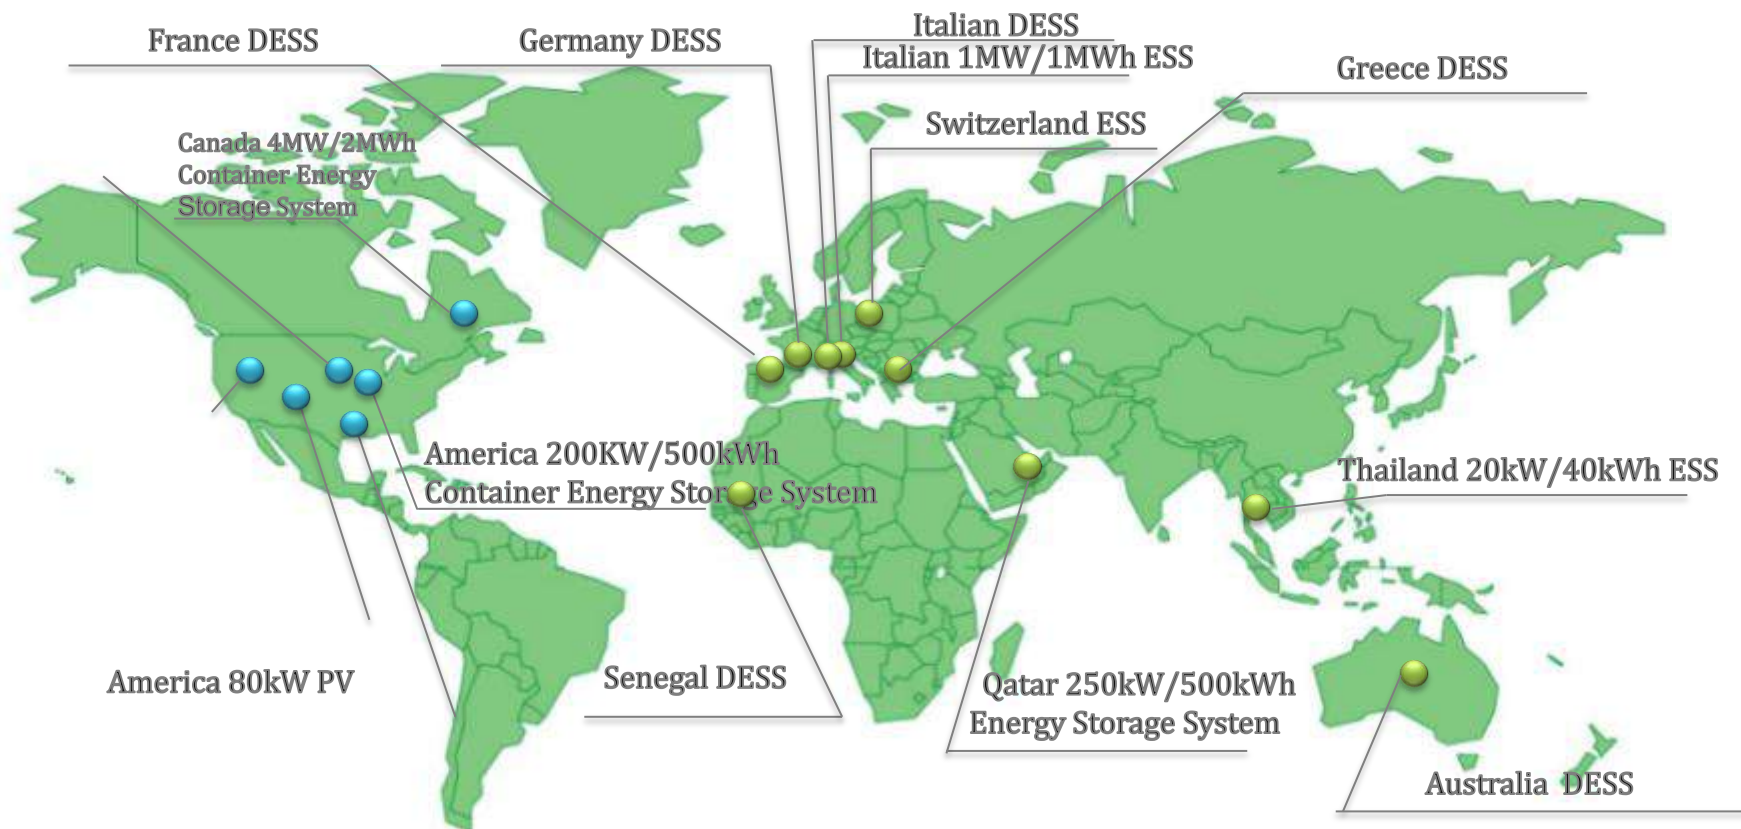 Italian DESS
France DESS
Germany DESS
Italian 1MW/1MWh ESS
Greece DESS
Switzerland ESS
Canada 4MW/2MWh
Container Energy
Storage System
America 200KW/500kWh
Container Energy Storage System
Thailand 20kW/40kWh ESS
America 80kW PV
Senegal DESS
Qatar 250kW/500kWh
Energy Storage System
Australia DESS